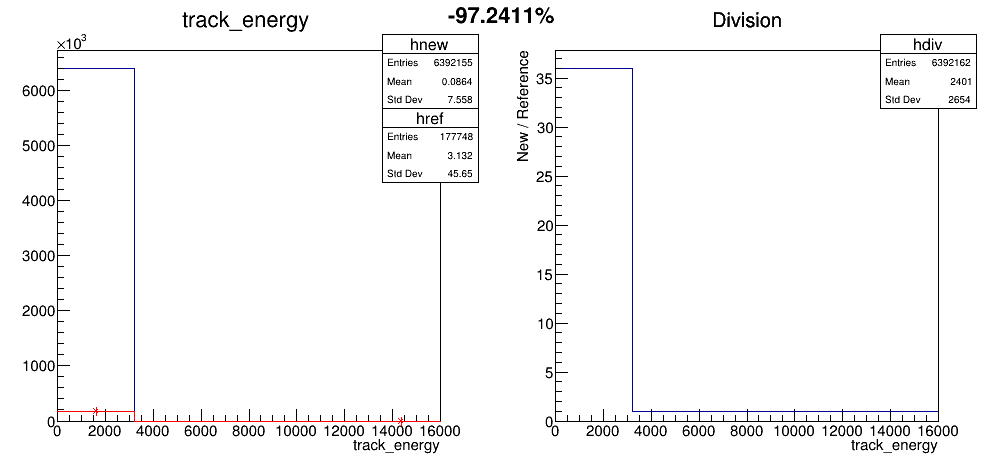 track_energy
-97.2411%
Division
×10³
hnew
Entries 6392155
Mean 0.0864
Std Dev 7.558
href
Entries 177748
Mean 3.132
Std Dev 45.65
6000
5000
4000
3000
2000
1000
0
0 2000 4000 6000 8000 10000 12000 14000 16000
track_energy
hdiv
Entries 6392162
Mean 2401
Std Dev 2654
New / Reference
35
30
25
20
15
10
5
0
0 2000 4000 6000 8000 10000 12000 14000 16000
track_energy